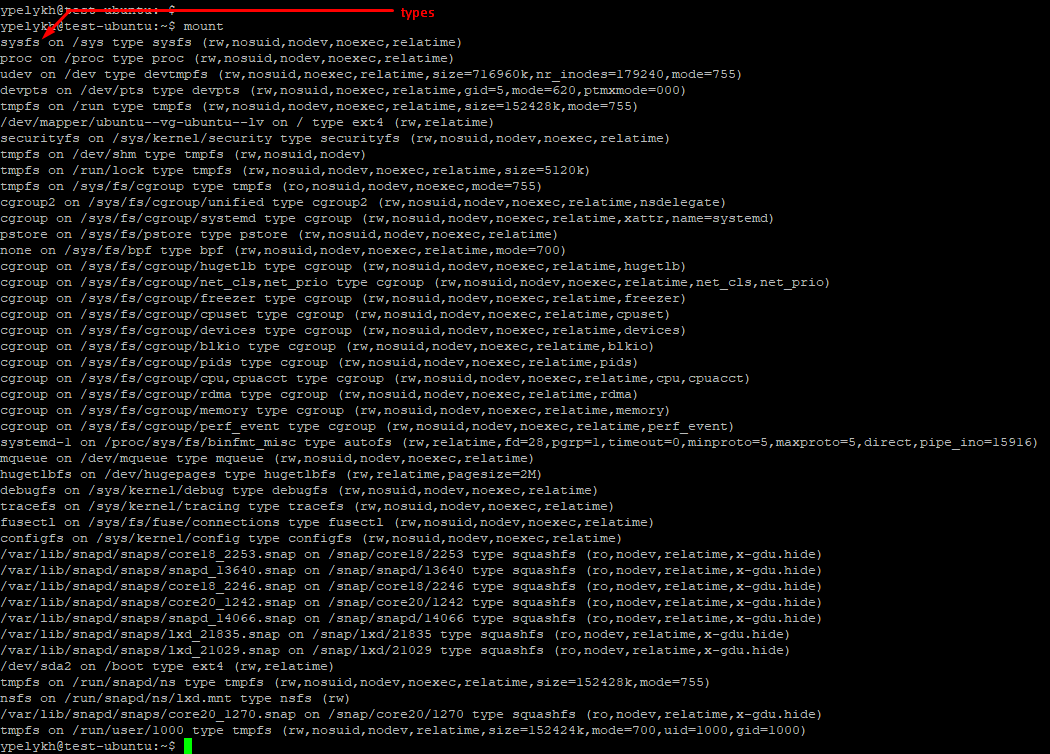 ypelykh@test-ubuntu:~$
types
ypelykh@test-ubuntu:~$ mount
sysfs on /sys type sysfs (rw,nosuid,nodev,noexec,relatime)
proc on /proc type proc (rw,nosuid,nodev,noexec,relatime)
udev on /dev type devtmpfs (rw,nosuid,noexec,relatime,size=716960k,nr_inodes=179240,mode=755)
devpts on /dev/pts type devpts (rw,nosuid,noexec,relatime,gid=5,mode=620,ptmxmode=000)
tmpfs on /run type tmpfs (rw,nosuid,nodev,noexec,relatime,size=152428k,mode=755)
/dev/mapper/ubuntu--vg-ubuntu--lv on / type ext4 (rw,relatime)
securityfs on /sys/kernel/security type securityfs (rw,nosuid,nodev,noexec,relatime)
tmpfs on /dev/shm type tmpfs (rw,nosuid,nodev)
tmpfs on /run/lock type tmpfs (rw,nosuid,nodev,noexec,relatime,size=5120k)
tmpfs on /sys/fs/cgroup type tmpfs (ro,nosuid,nodev,noexec,mode=755)
cgroup2 on /sys/fs/cgroup/unified type cgroup2 (rw,nosuid,nodev,noexec,relatime,nsdelegate)
cgroup on /sys/fs/cgroup/systemd type cgroup (rw,nosuid,nodev,noexec,relatime,xattr,name=systemd)
pstore on /sys/fs/pstore type pstore (rw,nosuid,nodev,noexec,relatime)
none on /sys/fs/bpf type bpf (rw,nosuid,nodev,noexec,relatime,mode=700)
cgroup on /sys/fs/cgroup/hugetlb type cgroup (rw,nosuid,nodev,noexec,relatime,hugetlb)
cgroup on /sys/fs/cgroup/net_cls,net_prio type cgroup (rw,nosuid,nodev,noexec,relatime,net_cls,net_prio)
cgroup on /sys/fs/cgroup/freezer type cgroup (rw,nosuid,nodev,noexec,relatime,freezer)
cgroup on /sys/fs/cgroup/cpuset type cgroup (rw,nosuid,nodev,noexec,relatime,cpuset)
cgroup on /sys/fs/cgroup/devices type cgroup (rw,nosuid,nodev,noexec,relatime,devices)
cgroup on /sys/fs/cgroup/blkio type cgroup (rw,nosuid,nodev,noexec,relatime,blkio)
cgroup on /sys/fs/cgroup/pids type cgroup (rw,nosuid,nodev,noexec,relatime,pids)
cgroup on /sys/fs/cgroup/cpu,cpuacct type cgroup (rw,nosuid,nodev,noexec,relatime,cpu,cpuacct)
cgroup on /sys/fs/cgroup/rdma type cgroup (rw,nosuid,nodev,noexec,relatime,rdma)
cgroup on /sys/fs/cgroup/memory type cgroup (rw,nosuid,nodev,noexec,relatime,memory)
cgroup on /sys/fs/cgroup/perf_event type cgroup (rw,nosuid,nodev,noexec,relatime,perf_event)
systemd-1 on /proc/sys/fs/binfmt_misc type autofs (rw,relatime,fd=28,pgrp=1,timeout=0,minproto=5,maxproto=5,direct,pipe_ino=15916)
mqueue on /dev/mqueue type mqueue (rw,nosuid,nodev,noexec,relatime)
hugetlbfs on /dev/hugepages type hugetlbfs (rw,relatime,pagesize=2M)
debugfs on /sys/kernel/debug type debugfs (rw,nosuid,nodev,noexec,relatime)
tracefs on /sys/kernel/tracing type tracefs (rw,nosuid,nodev,noexec,relatime)
fusectl on /sys/fs/fuse/connections type fusectl (rw,nosuid,nodev,noexec,relatime)
configfs on /sys/kernel/config type configfs (rw,nosuid,nodev,noexec,relatime)
/var/lib/snapd/snaps/core18_2253.snap on /snap/core18/2253 type squashfs (ro,nodev,relatime,x-gdu.hide)
/var/lib/snapd/snaps/snapd_13640.snap on /snap/snapd/13640 type squashfs (ro,nodev,relatime,x-gdu.hide)
/var/lib/snapd/snaps/core18_2246.snap on /snap/core18/2246 type squashfs (ro,nodev,relatime,x-gdu.hide)
/var/lib/snapd/snaps/core20_1242.snap on /snap/core20/1242 type squashfs (ro,nodev,relatime,x-gdu.hide)
/var/lib/snapd/snaps/snapd_14066.snap on /snap/snapd/14066 type squashfs (ro,nodev,relatime,x-gdu.hide)
/var/lib/snapd/snaps/lxd_21835.snap on /snap/lxd/21835 type squashfs (ro,nodev,relatime,x-gdu.hide)
/var/lib/snapd/snaps/lxd_21029.snap on /snap/lxd/21029 type squashfs (ro,nodev,relatime,x-gdu.hide)
/dev/sda2 on /boot type ext4 (rw,relatime)
tmpfs on /run/snapd/ns type tmpfs (rw,nosuid,nodev,noexec,relatime,size=152428k,mode=755)
nsfs on /run/snapd/ns/lxd.mnt type nsfs (rw)
/var/lib/snapd/snaps/core20_1270.snap on /snap/core20/1270 type squashfs (ro,nodev,relatime,x-gdu.hide)
tmpfs on /run/user/1000 type tmpfs (rw,nosuid,nodev,relatime,size=152424k,mode=700,uid=1000,gid=1000)
ypelykh@test-ubuntu:~$